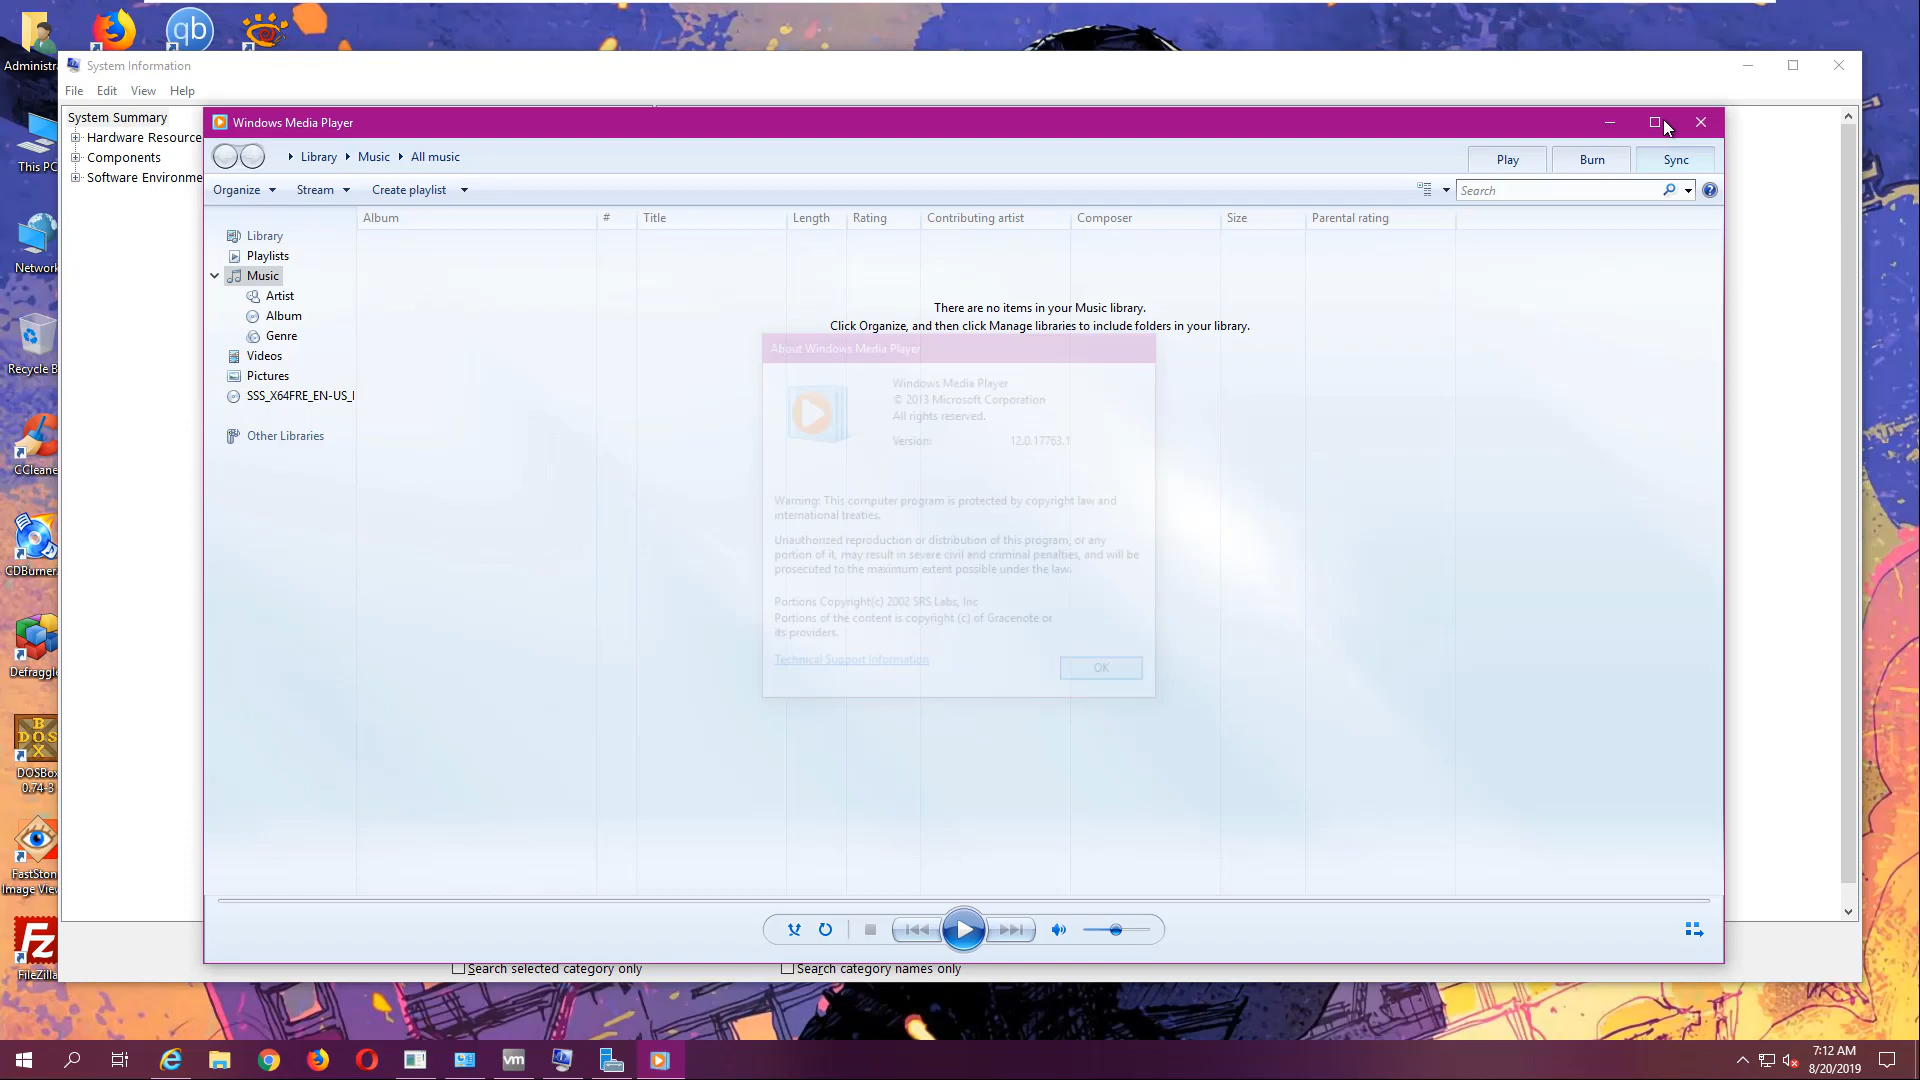 Administra
qb
System Information
File Edit View Help
System Summary
Hardware Resource
Components
Software Environme
Windows Media Player
Library Music All music
Play Burn Sync
Organize Stream Create playlist
Search
Album # Title Length Rating Contributing artist Composer Size Parental rating
Library
Playlists
Music
Artist
Album
Genre
Videos
Pictures
SSS_X64FRE_EN-US_
Other Libraries
There are no items in your Music library.
Click Organize, and then click Manage libraries to include folders in your library.
About Windows Media Player
Windows Media Player
© 2013 Microsoft Corporation
All rights reserved.
Version: 12.0.17763.1
Warning: This computer program is protected by copyright law and
international treaties.
Unauthorized reproduction or distribution of this program, or any
portion of it, may result in severe civil and criminal penalties, and will be
prosecuted to the maximum extent possible under the law.
Portions Copyright(c) 2002 SRS Labs, Inc
Portions of the content is copyright (c) of Gracenote or
its providers.
Technical Support Information
OK
Search selected category only Search category names only
This PC
Network
Recycle B
CCleane
CDBurner
Defraggle
B
DOS
X
DOSBox
0.74-3
FastSton
Image View
Fz
FileZilla
vm
7:12 AM
8/20/2019